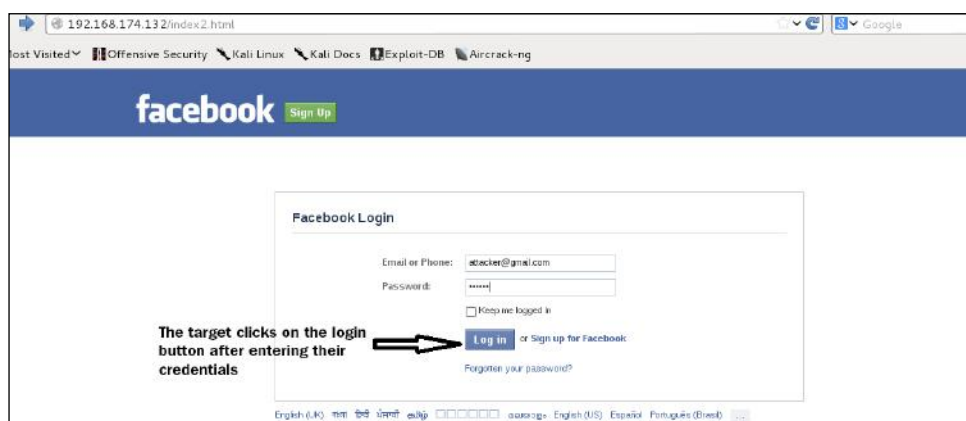 192.168.174.132/index2.html
Google
lost Visited Offensive Security Kali Linux Kali Docs Exploit-DB Aircrack-ng
facebook Sign Up
Facebook Login
Email or Phone: attacker@gmail.com
Password: ••••••
Keep me logged in
The target clicks on the login
button after entering their
credentials
Log in or Sign up for Facebook
Forgotten your password?
English (UK) বাংলা हिन्दी ਪੰਜਾਬੀ தமிழ் മലയാളം English (US) Español Português (Brasil) ...